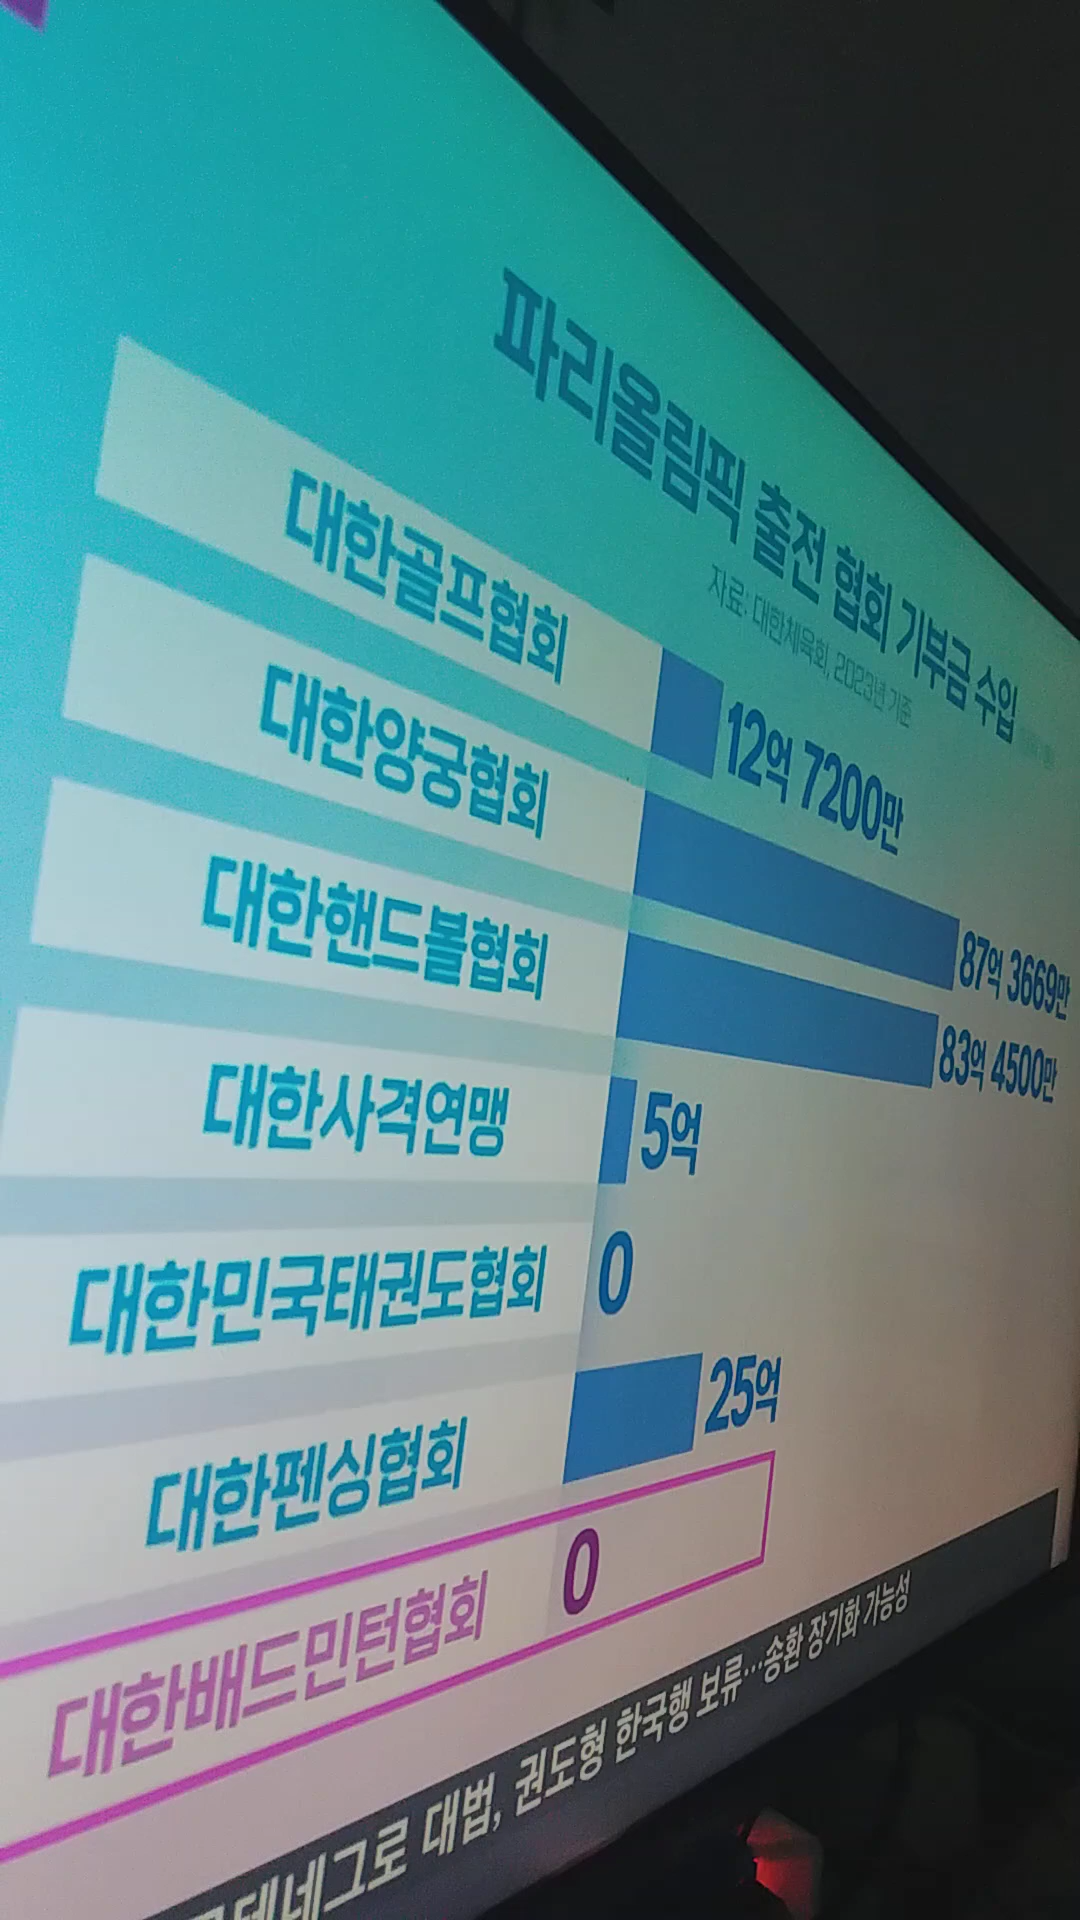 파리올림픽 출전 협회 기부금 수입
자료: 대한체육회, 2023년 기준
대한골프협회 12억 7200만
대한양궁협회 87억 3669만
대한핸드볼협회 83억 4500만
대한사격연맹 5억
대한민국태권도협회 0
대한펜싱협회 25억
대한배드민턴협회 0
대법, 권도형 한국행 보류…송환 장기화 가능성